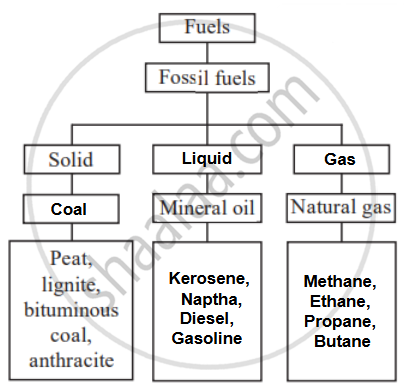 Fuels
Fossil fuels
Solid
Liquid
Gas
Coal
Mineral oil
Natural gas
Peat,
lignite,
bituminous
coal,
anthracite
Kerosene,
Naptha,
Diesel,
Gasoline
Methane,
Ethane,
Propane,
Butane
shaalaa.com